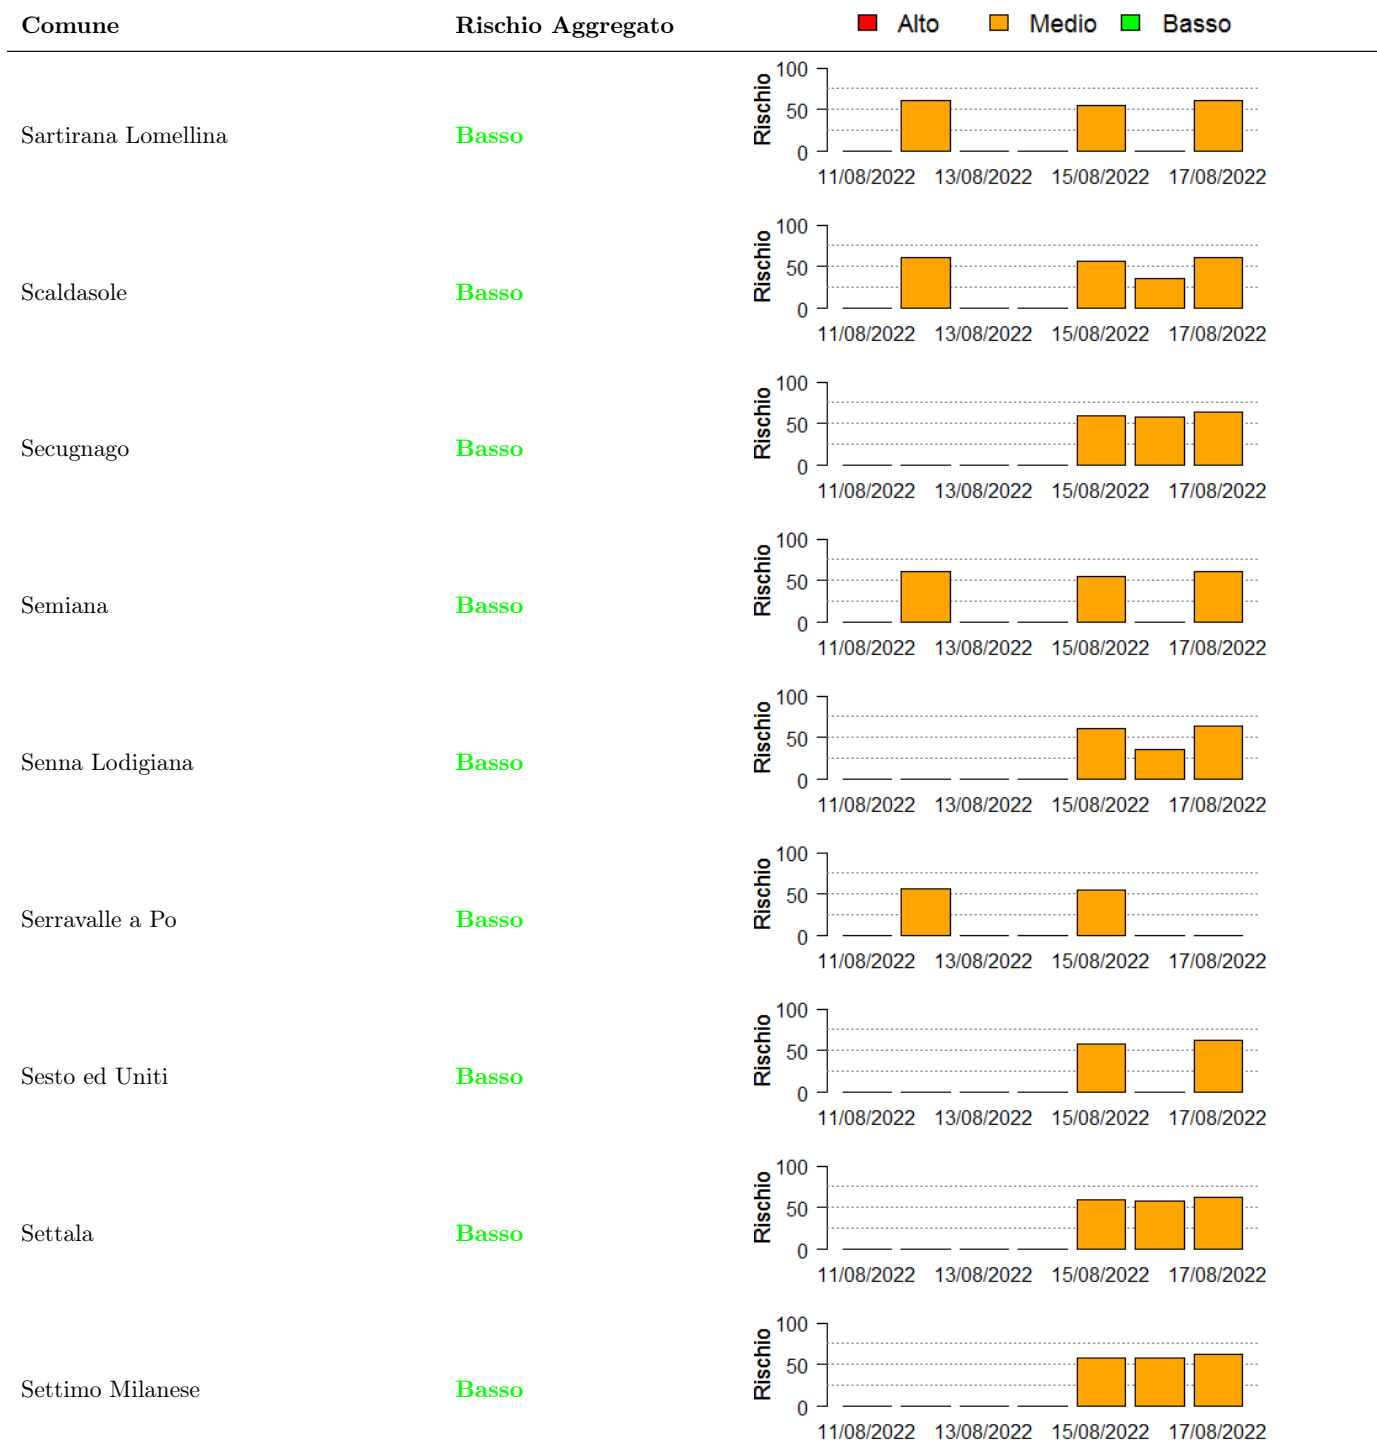 Comune Rischio Aggregato Alto Medio Basso
100
50
0
Rischio
Sartirana Lomellina Basso
11/08/2022 13/08/2022 15/08/2022 17/08/2022
100
50
0
Rischio
Scaldasole Basso
11/08/2022 13/08/2022 15/08/2022 17/08/2022
100
50
0
Rischio
Secugnago Basso
11/08/2022 13/08/2022 15/08/2022 17/08/2022
100
50
0
Rischio
Semiana Basso
11/08/2022 13/08/2022 15/08/2022 17/08/2022
100
50
0
Rischio
Senna Lodigiana Basso
11/08/2022 13/08/2022 15/08/2022 17/08/2022
100
50
0
Rischio
Serravalle a Po Basso
11/08/2022 13/08/2022 15/08/2022 17/08/2022
100
50
0
Rischio
Sesto ed Uniti Basso
11/08/2022 13/08/2022 15/08/2022 17/08/2022
100
50
0
Rischio
Settala Basso
11/08/2022 13/08/2022 15/08/2022 17/08/2022
100
50
0
Rischio
Settimo Milanese Basso
11/08/2022 13/08/2022 15/08/2022 17/08/2022